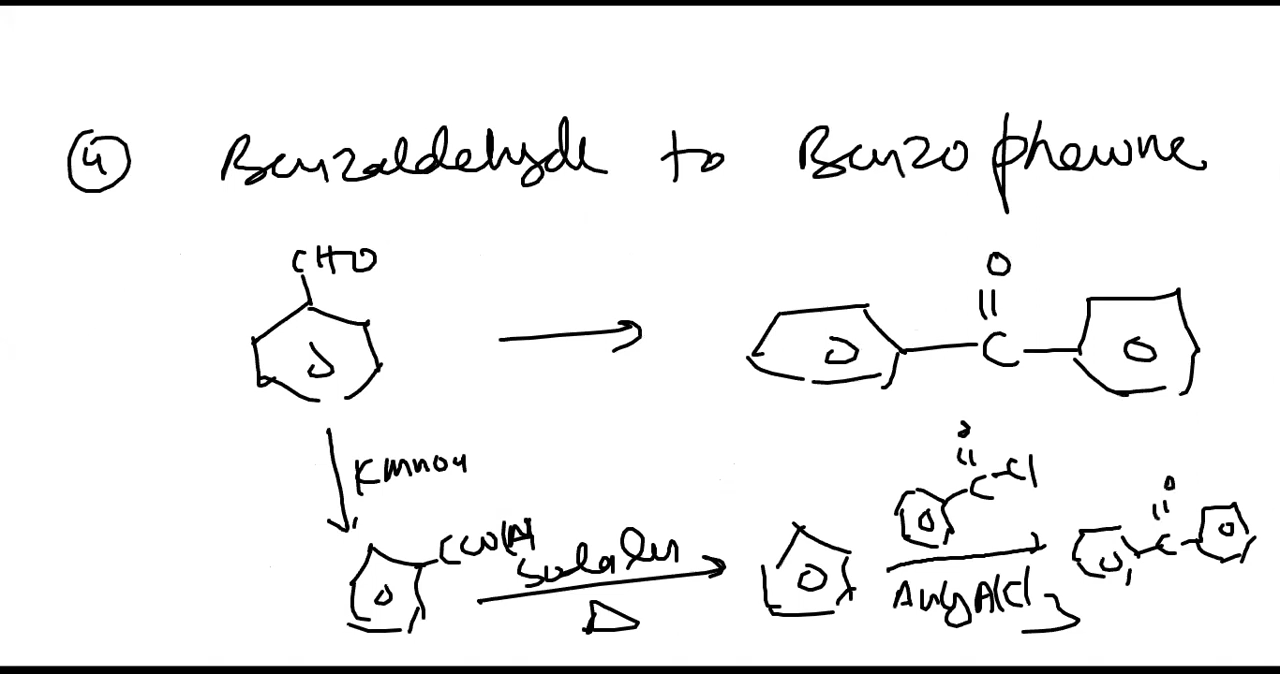 4 Benzaldehyde to Benzophenone
CHO
O
C
KMnO4
O
C Cl
COOH
Sodalime
Δ
Anhy AlCl3
O
C